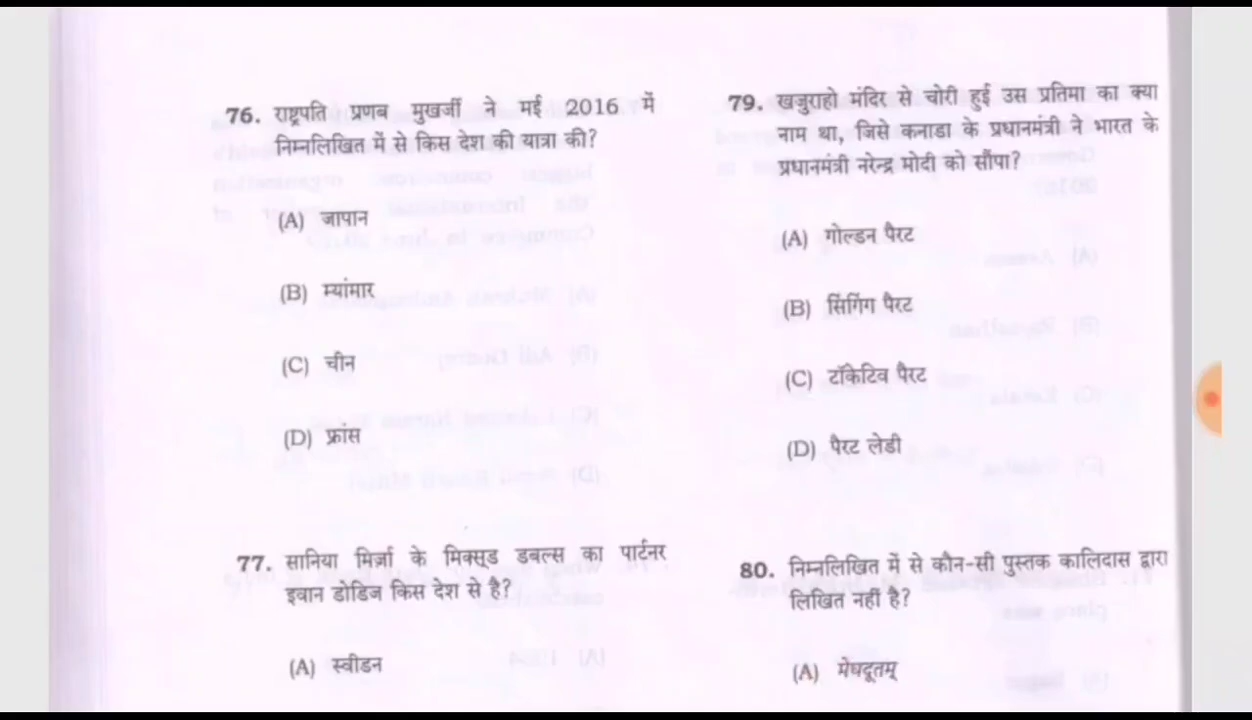 76. राष्ट्रपति प्रणब मुखर्जी ने मई 2016 में
निम्नलिखित में से किस देश की यात्रा की?
(A) जापान
(B) म्यांमार
(C) चीन
(D) फ्रांस
77. सानिया मिर्ज़ा के मिक्स्ड डबल्स का पार्टनर
इवान डोडिज किस देश से है?
(A) स्वीडन
79. खजुराहो मंदिर से चोरी हुई उस प्रतिमा का क्या
नाम था, जिसे कनाडा के प्रधानमंत्री ने भारत के
प्रधानमंत्री नरेन्द्र मोदी को सौंपा?
(A) गोल्डन पैरट
(B) सिंगिंग पैरट
(C) टॉकेटिव पैरट
(D) पैरट लेडी
80. निम्नलिखित में से कौन-सी पुस्तक कालिदास द्वारा
लिखित नहीं है?
(A) मेघदूतम्